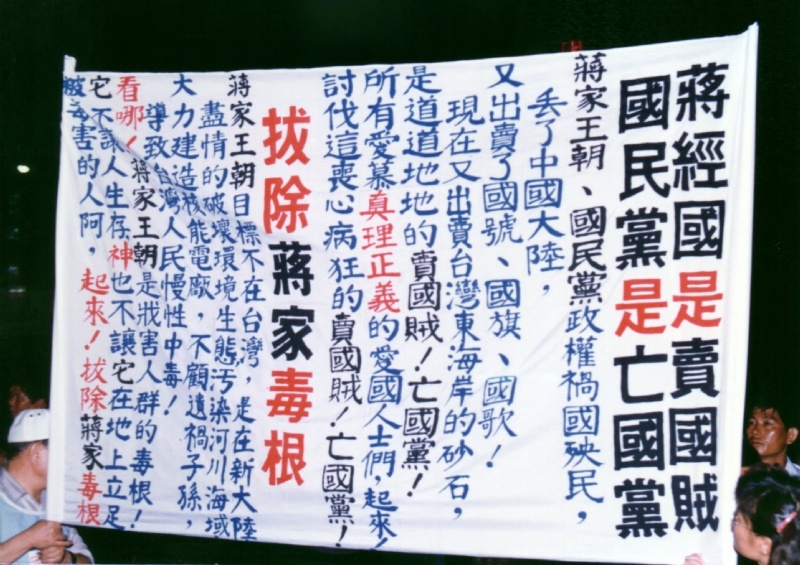 蔣經國是賣國賊
國民黨是亡國黨
蔣家王朝、國民黨政權禍國殃民，
丟了中國大陸，
又出賣了國號、國旗、國歌！
現在又出賣台灣東海岸的砂石，
是道道地地的賣國賊！亡國黨！
所有愛慕真理正義的愛國人士們，起來！
討伐這喪心病狂的賣國賊！亡國黨！
拔除蔣家毒根
蔣家王朝目標不在台灣，是在新大陸
盡情的破壞環境生態污染河川海域
大力建造核能電廠，不顧遺禍子孫，
導致台灣人民慢性中毒！
看哪！蔣家王朝是戕害人群的毒根！
它不讓人生存神也不讓它在地上立足
被毒害的人阿，起來！拔除蔣家毒根